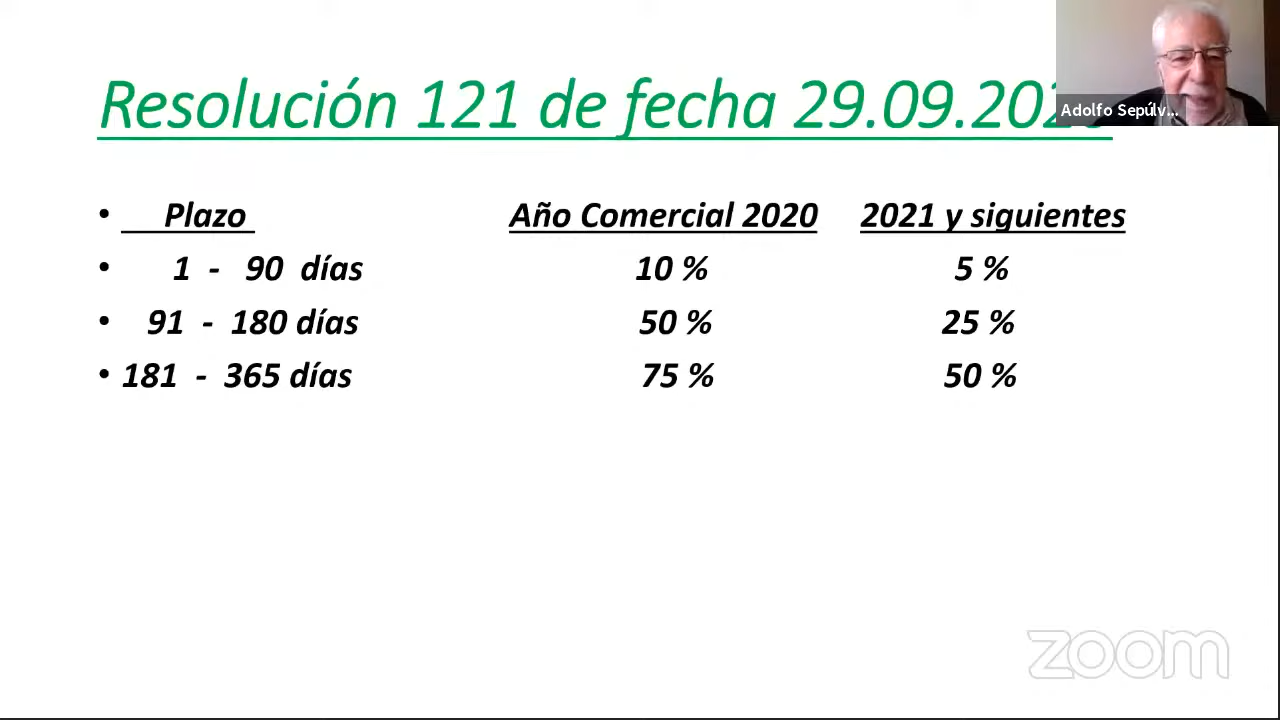 Resolución 121 de fecha 29.09.202
Adolfo Sepúlv...
• Plazo Año Comercial 2020 2021 y siguientes
• 1 - 90 días 10 % 5 %
• 91 - 180 días 50 % 25 %
• 181 - 365 días 75 % 50 %
zoom